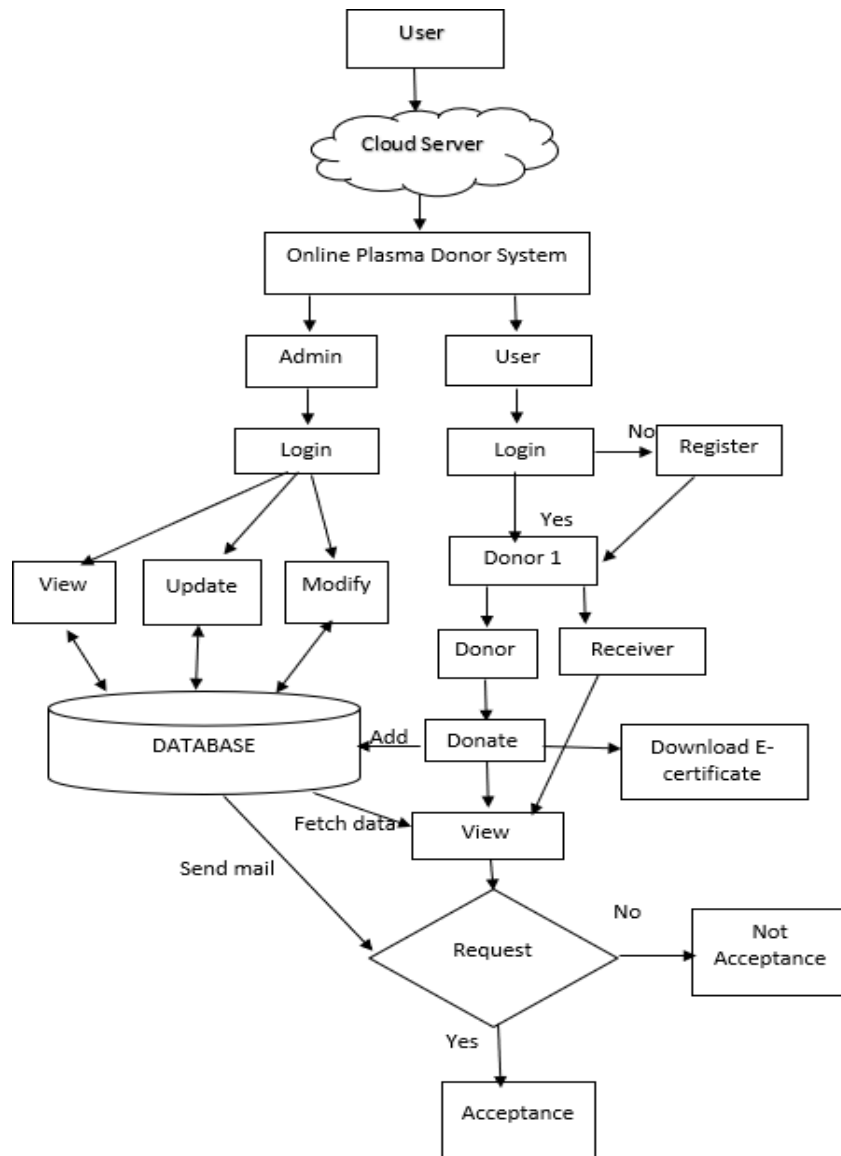 User
Cloud Server
Online Plasma Donor System
Admin
User
Login
Login
No
Register
Yes
Donor 1
View
Update
Modify
Donor
Receiver
DATABASE
Add
Donate
Download E-
certificate
Fetch data
View
Send mail
Request
No
Not
Acceptance
Yes
Acceptance